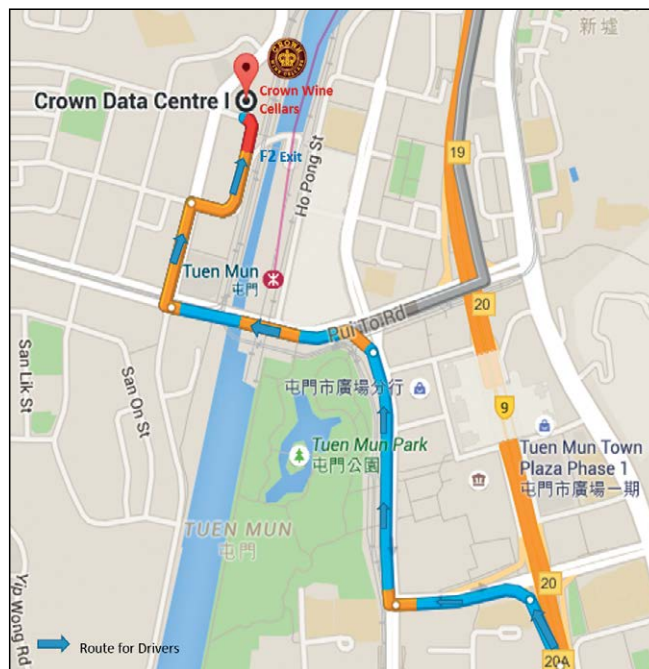 新墟
CROWN
WINE CELLARS
Crown Data Centre I
Crown Wine
Cellars
F2 Exit
Ho Pong St
19
Tuen Mun
屯門
20
Pui To Rd
San Lik St
San On St
屯門市廣場分行
9
Tuen Mun Park
屯門公園
Tuen Mun Town
Plaza Phase 1
屯門市廣場一期
20
TUEN MUN
屯門
Yip Wong Rd
Route for Drivers
20A